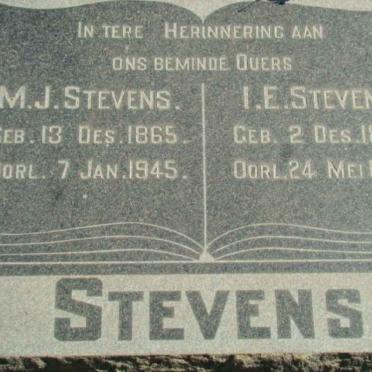 IN TERE HERINNERING AAN
ONS BEMINDE OUERS
M.J. STEVENS.
GEB. 13 DES. 1865.
OORL. 7 JAN. 1945.
I.E. STEVEN
GEB. 2 DES. 18
OORL. 24 MEI
STEVENS